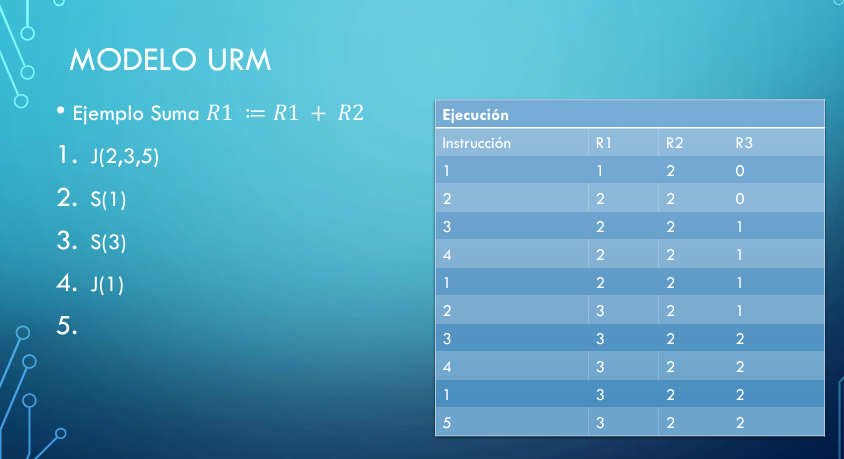 MODELO URM
• Ejemplo Suma R1 := R1 + R2
1. J(2,3,5)
2. S(1)
3. S(3)
4. J(1)
5.
Ejecución
Instrucción R1 R2 R3
1 1 2 0
2 2 2 0
3 2 2 1
4 2 2 1
1 2 2 1
2 3 2 1
3 3 2 2
4 3 2 2
1 3 2 2
5 3 2 2